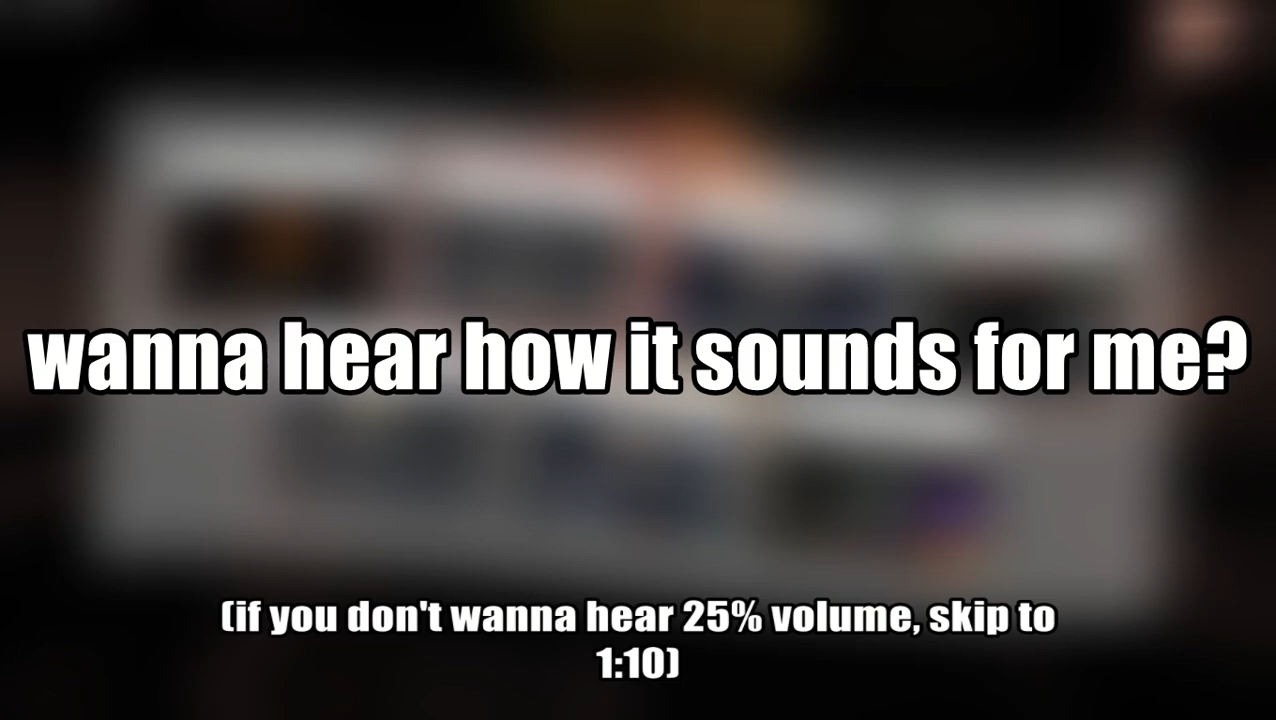 wanna hear how it sounds for me?
(if you don't wanna hear 25% volume, skip to
1:10)